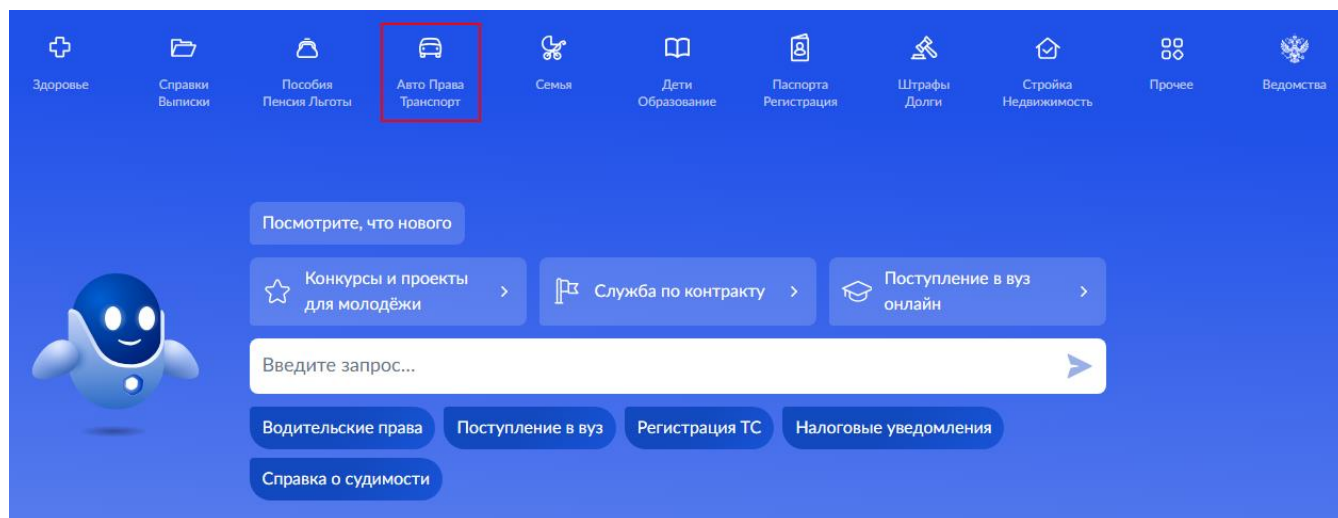 Здоровье
Справки
Выписки
Пособия
Пенсия Льготы
Авто Права
Транспорт
Семья
Дети
Образование
Паспорта
Регистрация
Штрафы
Долги
Стройка
Недвижимость
Прочее
Ведомства
Посмотрите, что нового
Конкурсы и проекты
для молодёжи
Служба по контракту
Поступление в вуз
онлайн
Введите запрос...
Водительские права
Поступление в вуз
Регистрация ТС
Налоговые уведомления
Справка о судимости